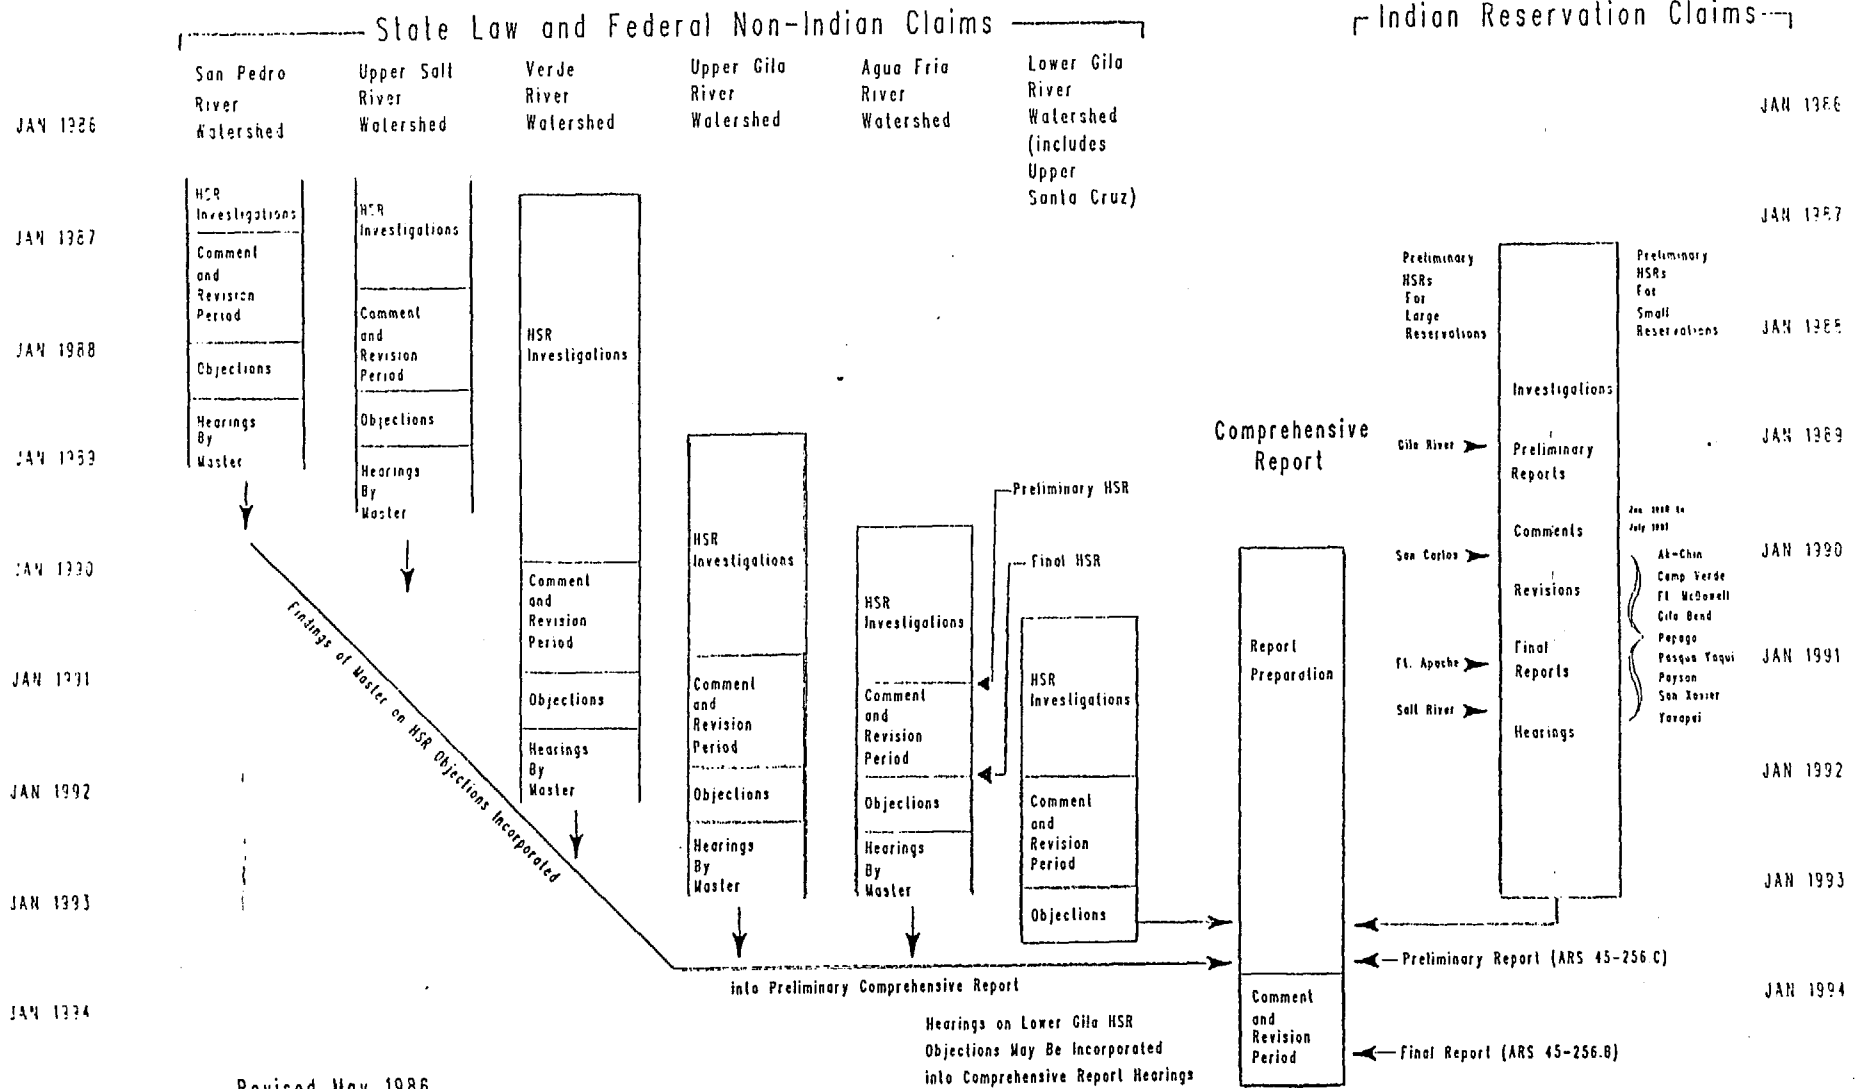 State Law and Federal Non-Indian Claims
Indian Reservation Claims
San Pedro
River
Watershed
Upper Salt
River
Watershed
Verde
River
Watershed
Upper Gila
River
Watershed
Agua Fria
River
Watershed
Lower Gila
River
Watershed
(includes
Upper
Santa Cruz)
JAN 1986
JAN 1987
JAN 1988
JAN 1989
JAN 1990
JAN 1991
JAN 1992
JAN 1993
JAN 1994
HSR
Investigations
Comment
and
Revision
Period
Objections
Hearings
By
Master
HSR
Investigations
Comment
and
Revision
Period
Objections
Hearings
By
Master
HSR
Investigations
Comment
and
Revision
Period
Objections
Hearings
By
Master
HSR
Investigations
Comment
and
Revision
Period
Objections
Hearings
By
Master
HSR
Investigations
Comment
and
Revision
Period
Objections
Hearings
By
Master
Preliminary HSR
Final HSR
HSR
Investigations
Comment
and
Revision
Period
Objections
Findings of Master on HSR Objections Incorporated
into Preliminary Comprehensive Report
Hearings on Lower Gila HSR
Objections May Be Incorporated
into Comprehensive Report Hearings
Comprehensive
Report
Report
Preparation
Comment
and
Revision
Period
Preliminary Report (ARS 45-256.C)
Final Report (ARS 45-256.B)
Preliminary
HSRs
For
Large
Reservations
Gila River
San Carlos
Ft. Apache
Salt River
Investigations
Preliminary
Reports
Comments
Revisions
Final
Reports
Hearings
Preliminary
HSRs
For
Small
Reservations
Ak-Chin
Camp Verde
Ft. McDowell
Gila Bend
Papago
Pasqua Yaqui
Payson
San Xavier
Yavapai
JAN 1986
JAN 1987
JAN 1988
JAN 1989
JAN 1990
JAN 1991
JAN 1992
JAN 1993
JAN 1994
Revised May 1986